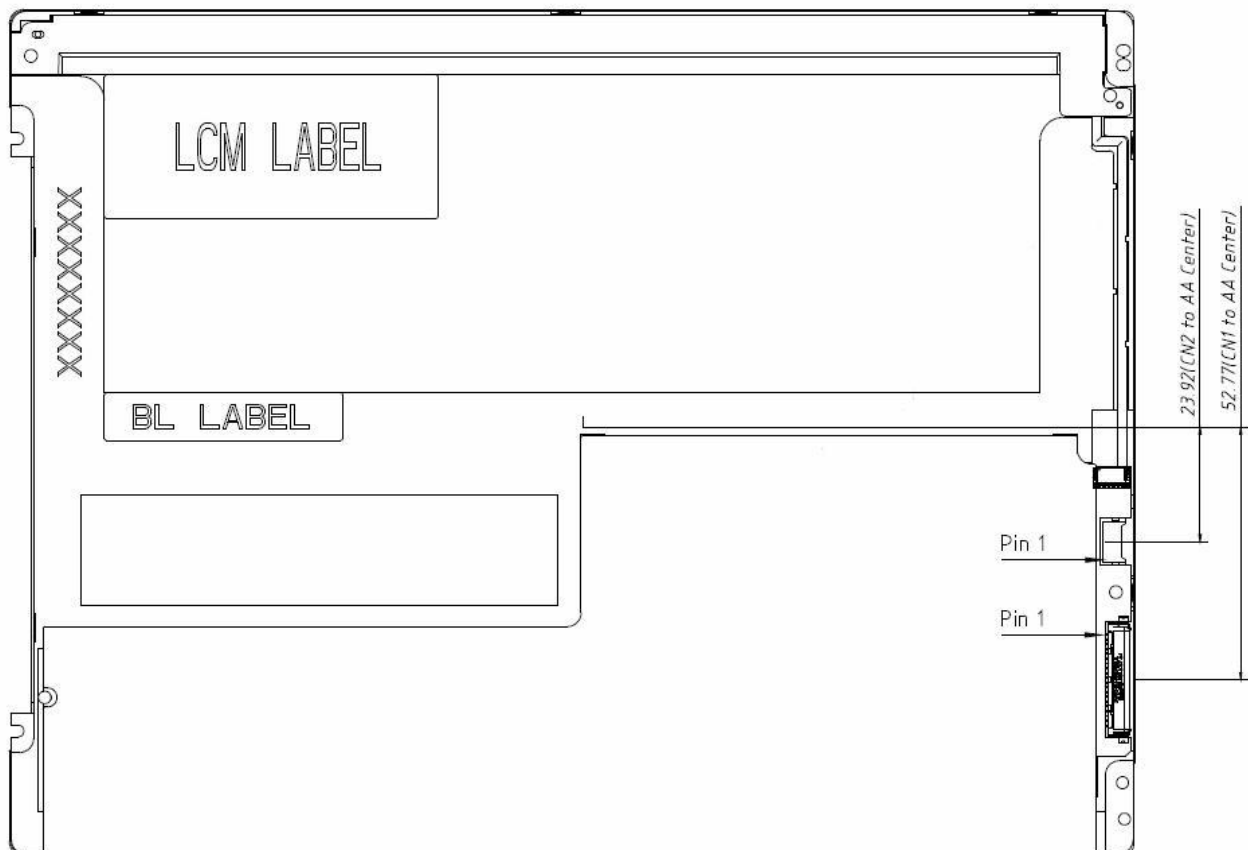 LCM LABEL
XXXXXXXX
BL LABEL
23.92(CN2 to AA Center)
52.77(CN1 to AA Center)
Pin 1
Pin 1